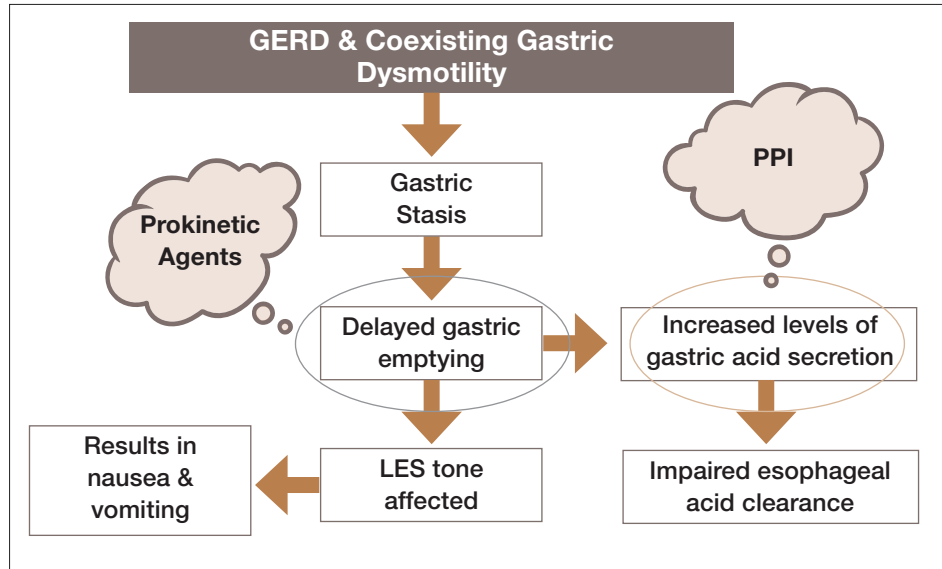 GERD & Coexisting Gastric
Dysmotility
PPI
Gastric
Stasis
Prokinetic
Agents
Delayed gastric
emptying
Increased levels of
gastric acid secretion
Results in
nausea &
vomiting
LES tone
affected
Impaired esophageal
acid clearance